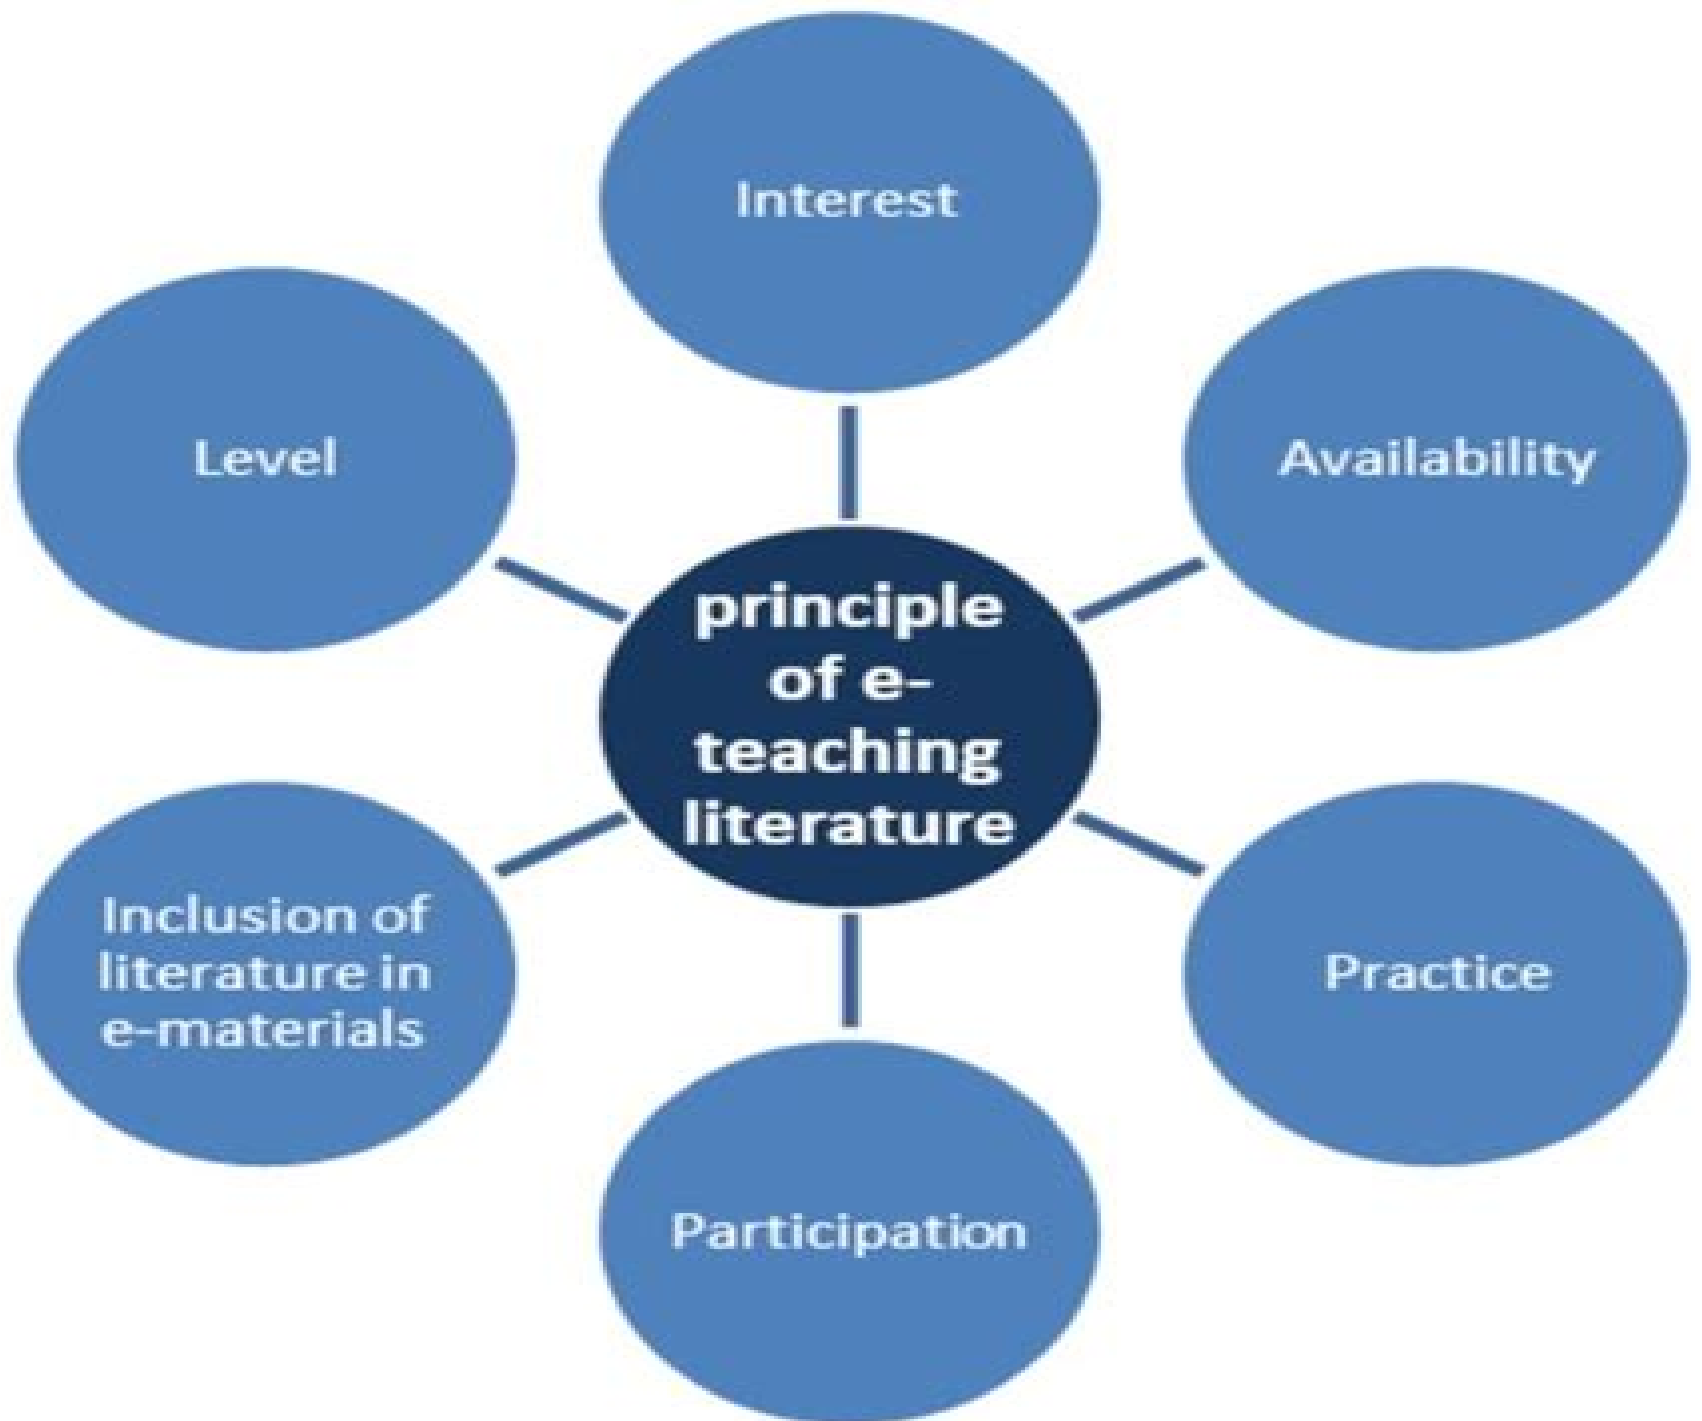 Interest
Level
Availability
principle
of e-
teaching
literature
Inclusion of
literature in
e-materials
Practice
Participation